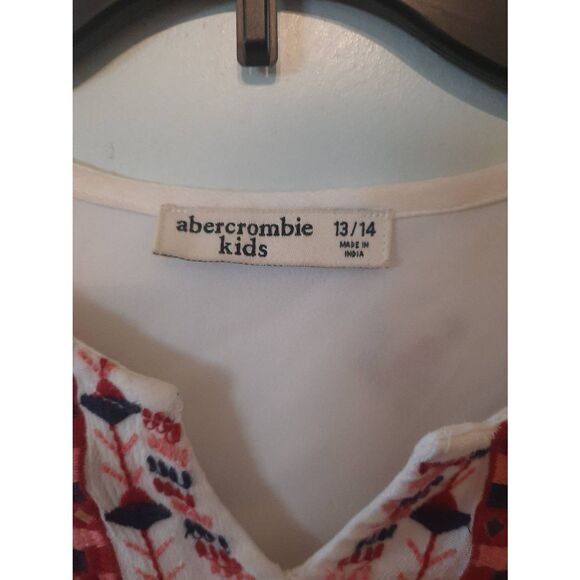 abercrombie
kids
13/14
MADE IN
INDIA